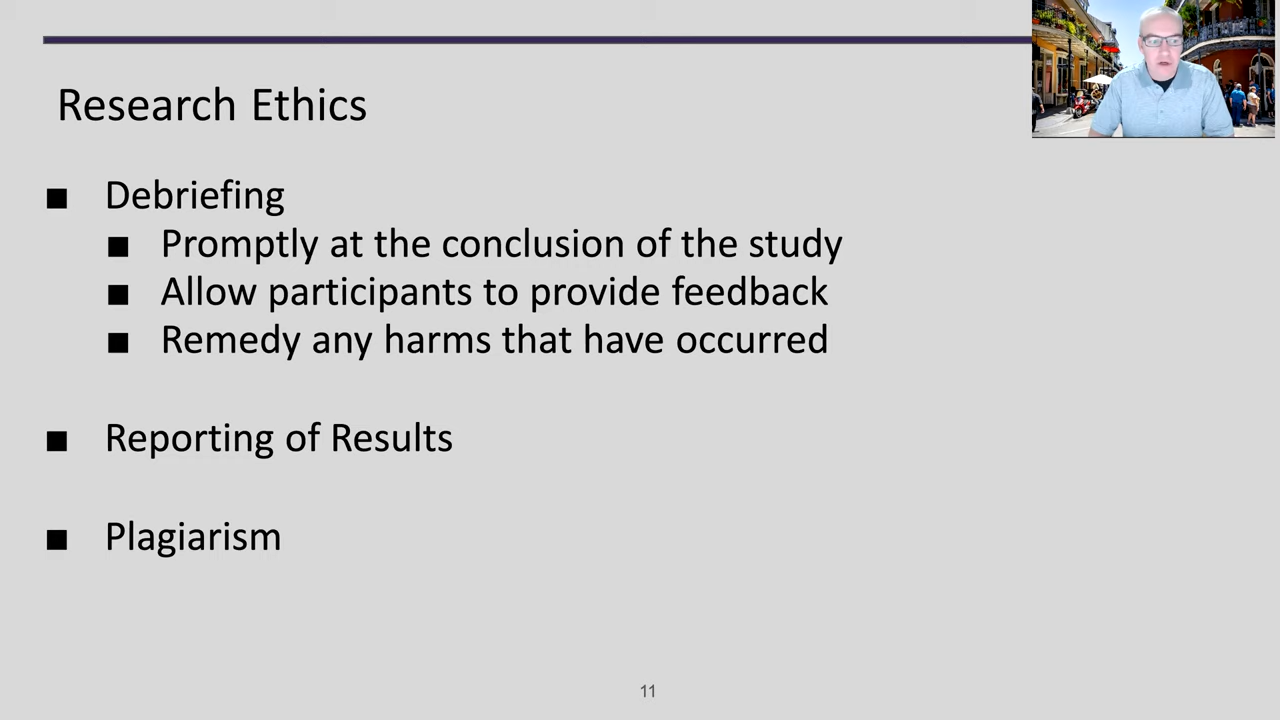 Research Ethics
■ Debriefing
■ Promptly at the conclusion of the study
■ Allow participants to provide feedback
■ Remedy any harms that have occurred
■ Reporting of Results
■ Plagiarism
11